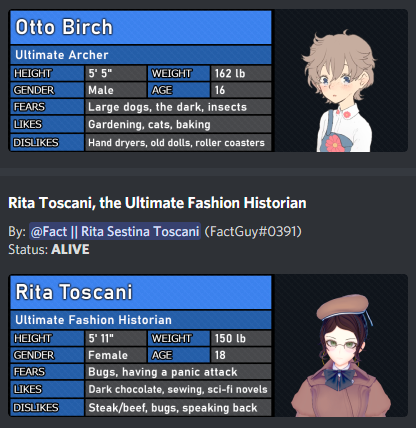 Otto Birch
Ultimate Archer
HEIGHT 5' 5" WEIGHT 162 lb
GENDER Male AGE 16
FEARS Large dogs, the dark, insects
LIKES Gardening, cats, baking
DISLIKES Hand dryers, old dolls, roller coasters
Rita Toscani, the Ultimate Fashion Historian
By: @Fact || Rita Sestina Toscani (FactGuy#0391)
Status: ALIVE
Rita Toscani
Ultimate Fashion Historian
HEIGHT 5' 11" WEIGHT 150 lb
GENDER Female AGE 18
FEARS Bugs, having a panic attack
LIKES Dark chocolate, sewing, sci-fi novels
DISLIKES Steak/beef, bugs, speaking back